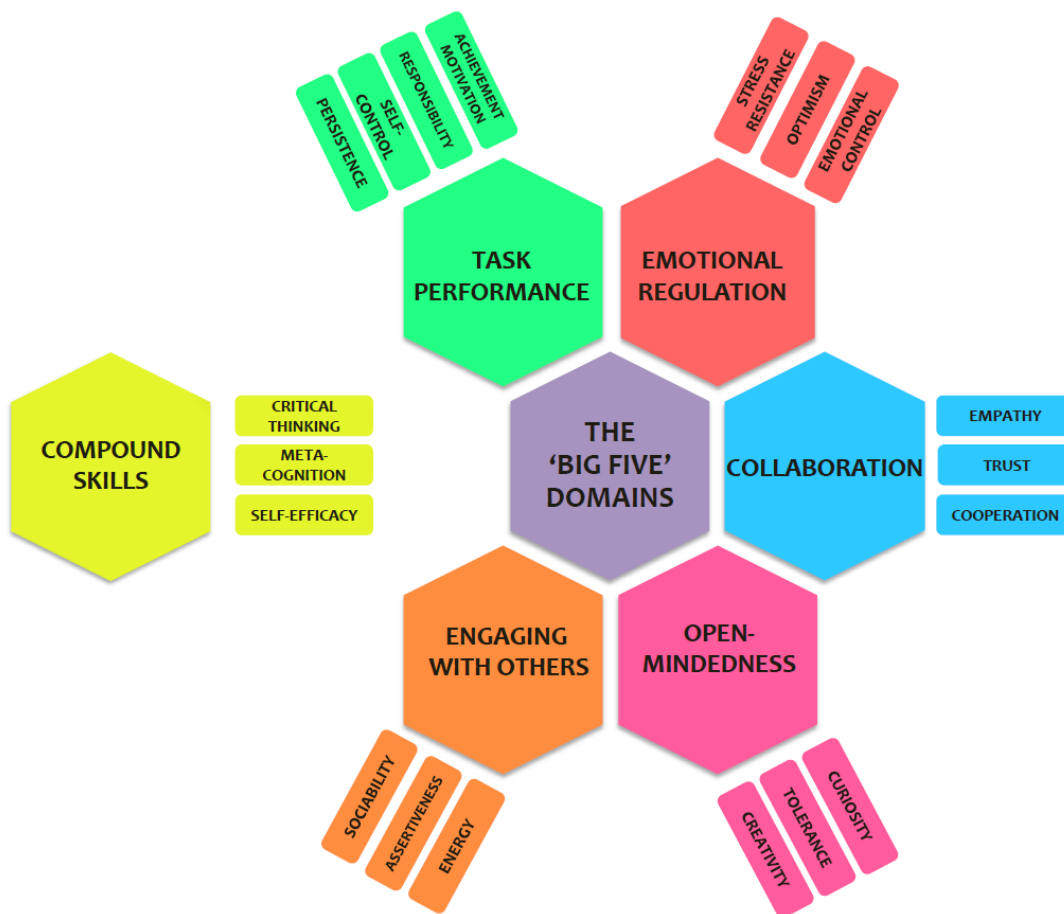 PERSISTENCE
SELF-
CONTROL
RESPONSIBILITY
ACHIEVEMENT
MOTIVATION
STRESS
RESISTANCE
OPTIMISM
EMOTIONAL
CONTROL
TASK
PERFORMANCE
EMOTIONAL
REGULATION
COMPOUND
SKILLS
CRITICAL
THINKING
META-
COGNITION
SELF-EFFICACY
THE
‘BIG FIVE’
DOMAINS
COLLABORATION
EMPATHY
TRUST
COOPERATION
ENGAGING
WITH OTHERS
OPEN-
MINDEDNESS
SOCIABILITY
ASSERTIVENESS
ENERGY
CREATIVITY
TOLERANCE
CURIOSITY